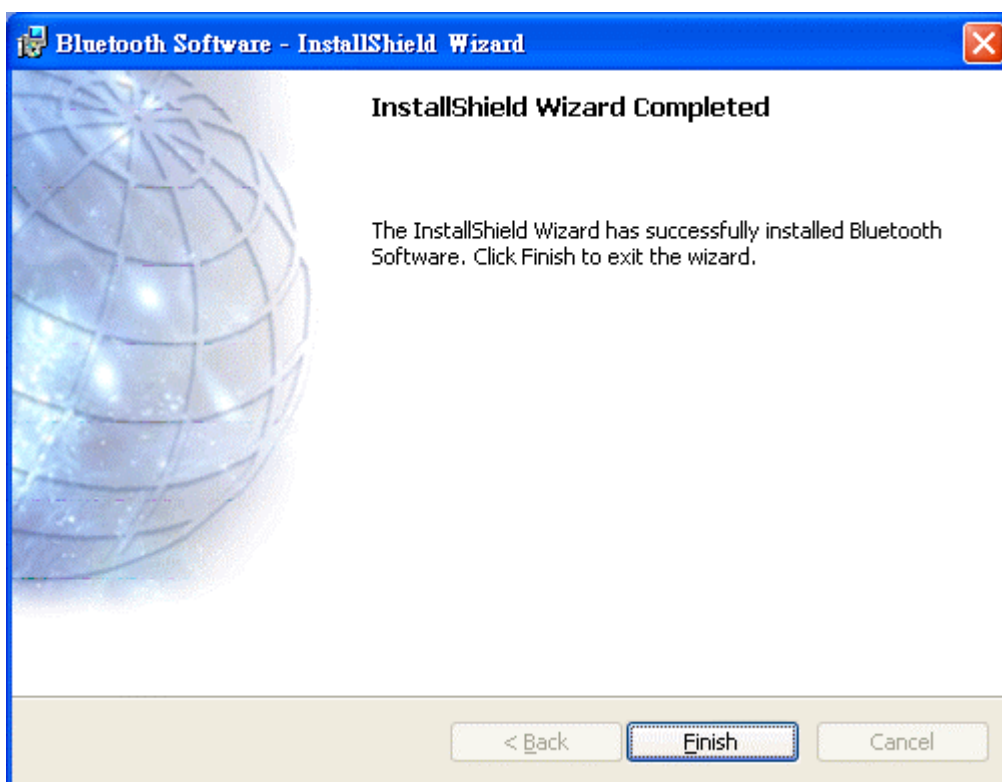 Bluetooth Software - InstallShield Wizard
InstallShield Wizard Completed
The InstallShield Wizard has successfully installed Bluetooth
Software. Click Finish to exit the wizard.
< Back
Finish
Cancel